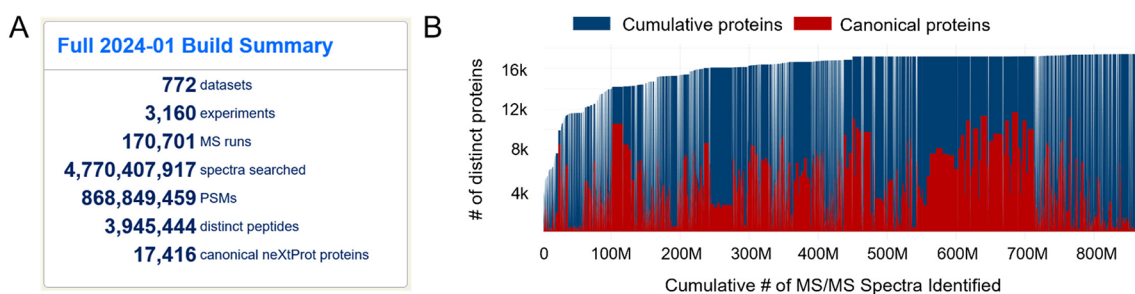 A
Full 2024-01 Build Summary
772 datasets
3,160 experiments
170,701 MS runs
4,770,407,917 spectra searched
868,849,459 PSMs
3,945,444 distinct peptides
17,416 canonical neXtProt proteins
B
Cumulative proteins Canonical proteins
# of distinct proteins
16k
12k
8k
4k
0 100M 200M 300M 400M 500M 600M 700M 800M
Cumulative # of MS/MS Spectra Identified